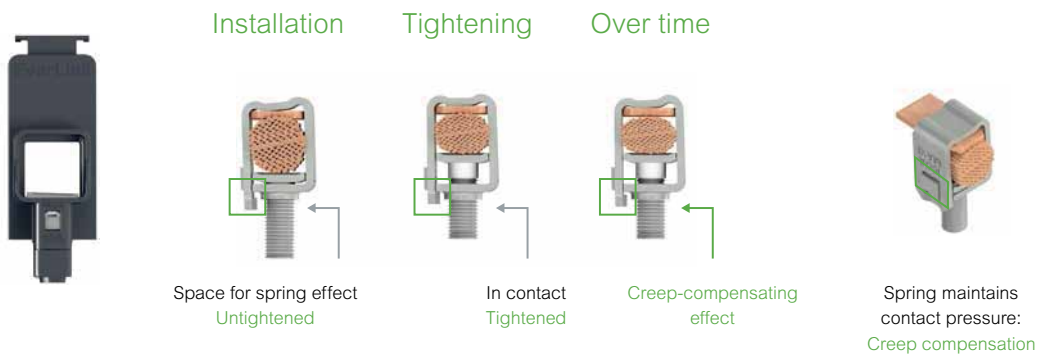 EverLink
Installation
Tightening
Over time
Space for spring effect
Untightened
In contact
Tightened
Creep-compensating
effect
Spring maintains
contact pressure:
Creep compensation